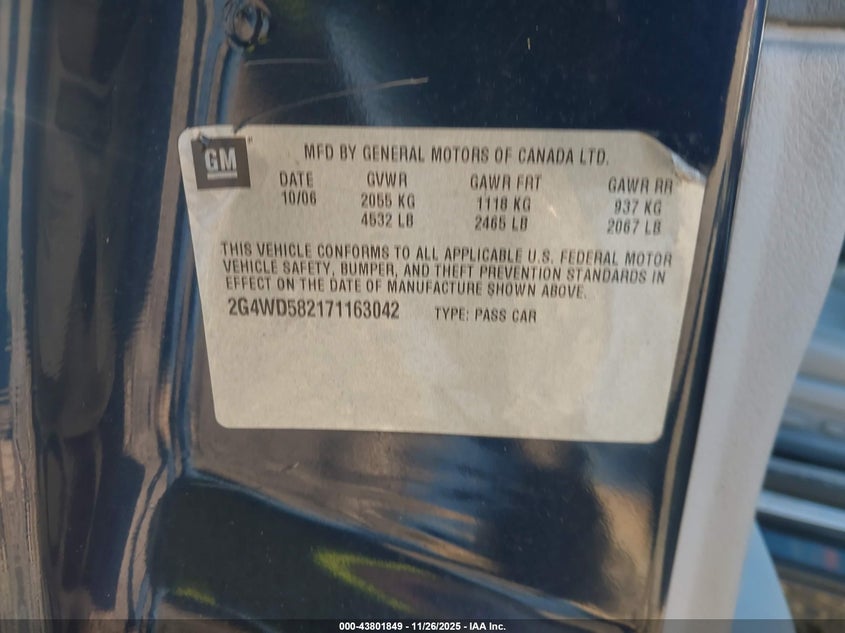 GM
MFD BY GENERAL MOTORS OF CANADA LTD.
DATE GVWR GAWR FRT GAWR RR
10/06 2055 KG 1118 KG 937 KG
4532 LB 2465 LB 2067 LB
THIS VEHICLE CONFORMS TO ALL APPLICABLE U.S. FEDERAL MOTOR
VEHICLE SAFETY, BUMPER, AND THEFT PREVENTION STANDARDS IN
EFFECT ON THE DATE OF MANUFACTURE SHOWN ABOVE.
2G4WD582171163042 TYPE: PASS CAR
000-43801849 | 11/26/2025 - IAA Inc.